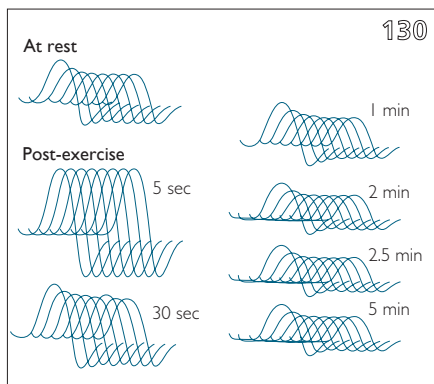 130
At rest
Post-exercise
5 sec
30 sec
1 min
2 min
2.5 min
5 min